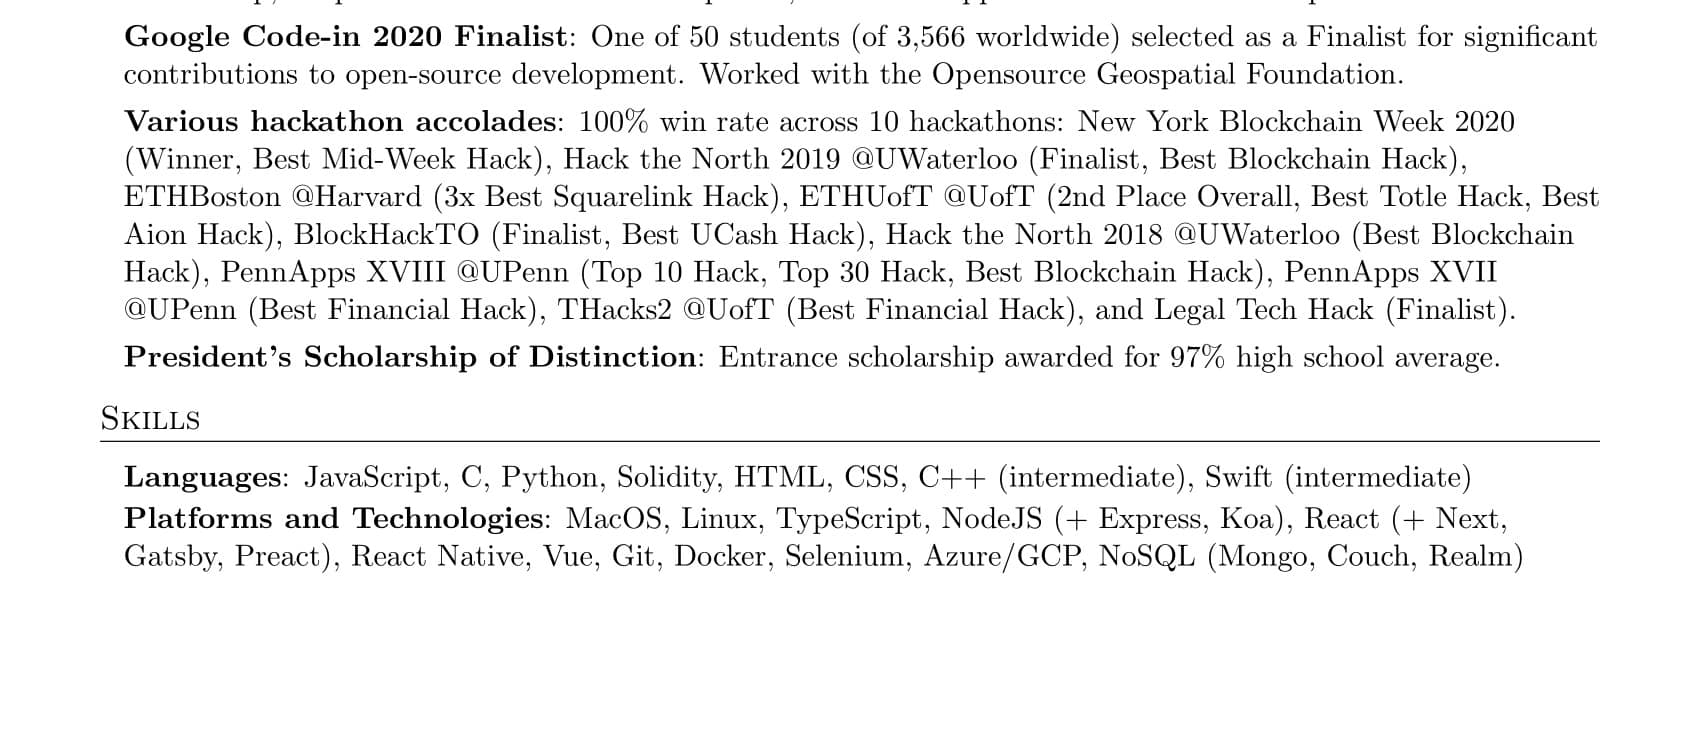 Google Code-in 2020 Finalist: One of 50 students (of 3,566 worldwide) selected as a Finalist for significant
contributions to open-source development. Worked with the Opensource Geospatial Foundation.
Various hackathon accolades: 100% win rate across 10 hackathons: New York Blockchain Week 2020
(Winner, Best Mid-Week Hack), Hack the North 2019 @UWaterloo (Finalist, Best Blockchain Hack),
ETHBoston @Harvard (3x Best Squarelink Hack), ETHUofT @UofT (2nd Place Overall, Best Totle Hack, Best
Aion Hack), BlockHackTO (Finalist, Best UCash Hack), Hack the North 2018 @UWaterloo (Best Blockchain
Hack), PennApps XVIII @UPenn (Top 10 Hack, Top 30 Hack, Best Blockchain Hack), PennApps XVII
@UPenn (Best Financial Hack), THacks2 @UofT (Best Financial Hack), and Legal Tech Hack (Finalist).
President's Scholarship of Distinction: Entrance scholarship awarded for 97% high school average.
SKILLS
Languages: JavaScript, C, Python, Solidity, HTML, CSS, C++ (intermediate), Swift (intermediate)
Platforms and Technologies: MacOS, Linux, TypeScript, NodeJS (+ Express, Koa), React (+ Next,
Gatsby, Preact), React Native, Vue, Git, Docker, Selenium, Azure/GCP, NoSQL (Mongo, Couch, Realm)